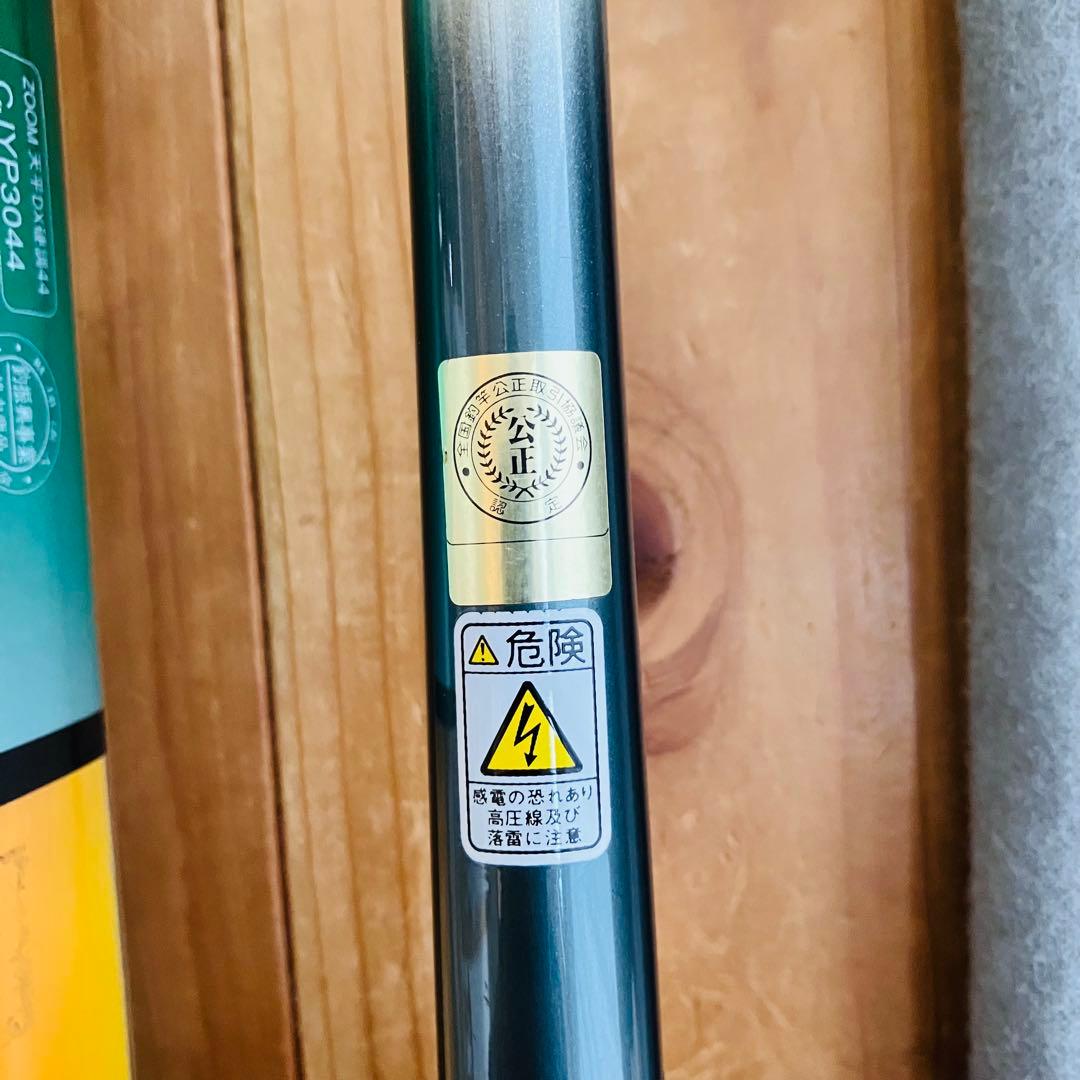 ZOOM 天平DX硬調44
G-JYP3044
全国釣竿公正取引協議会
公正
認定
危険
感電の恐れあり
高圧線及び
落雷に注意